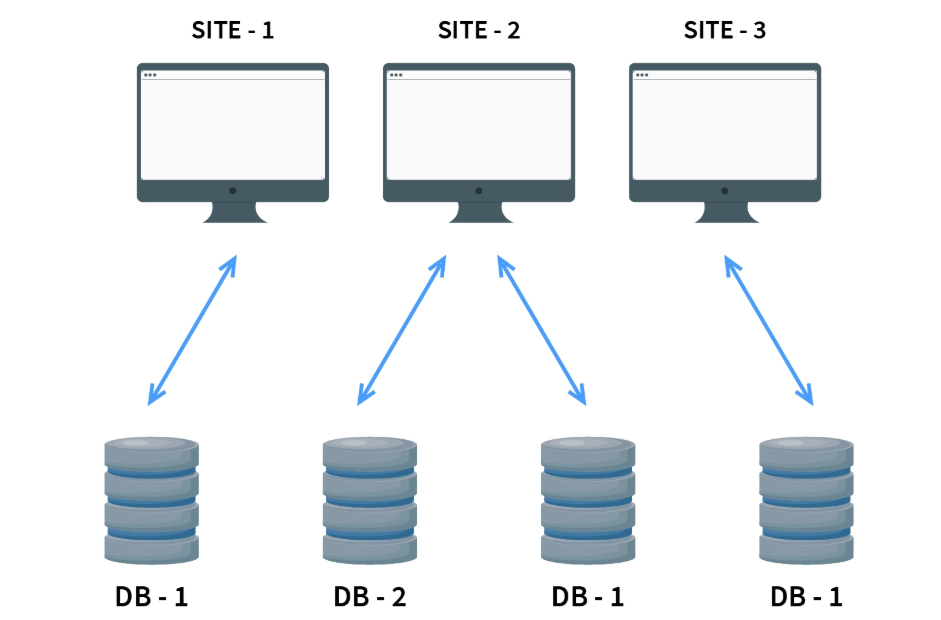 SITE - 1
SITE - 2
SITE - 3
DB - 1
DB - 2
DB - 1
DB - 1